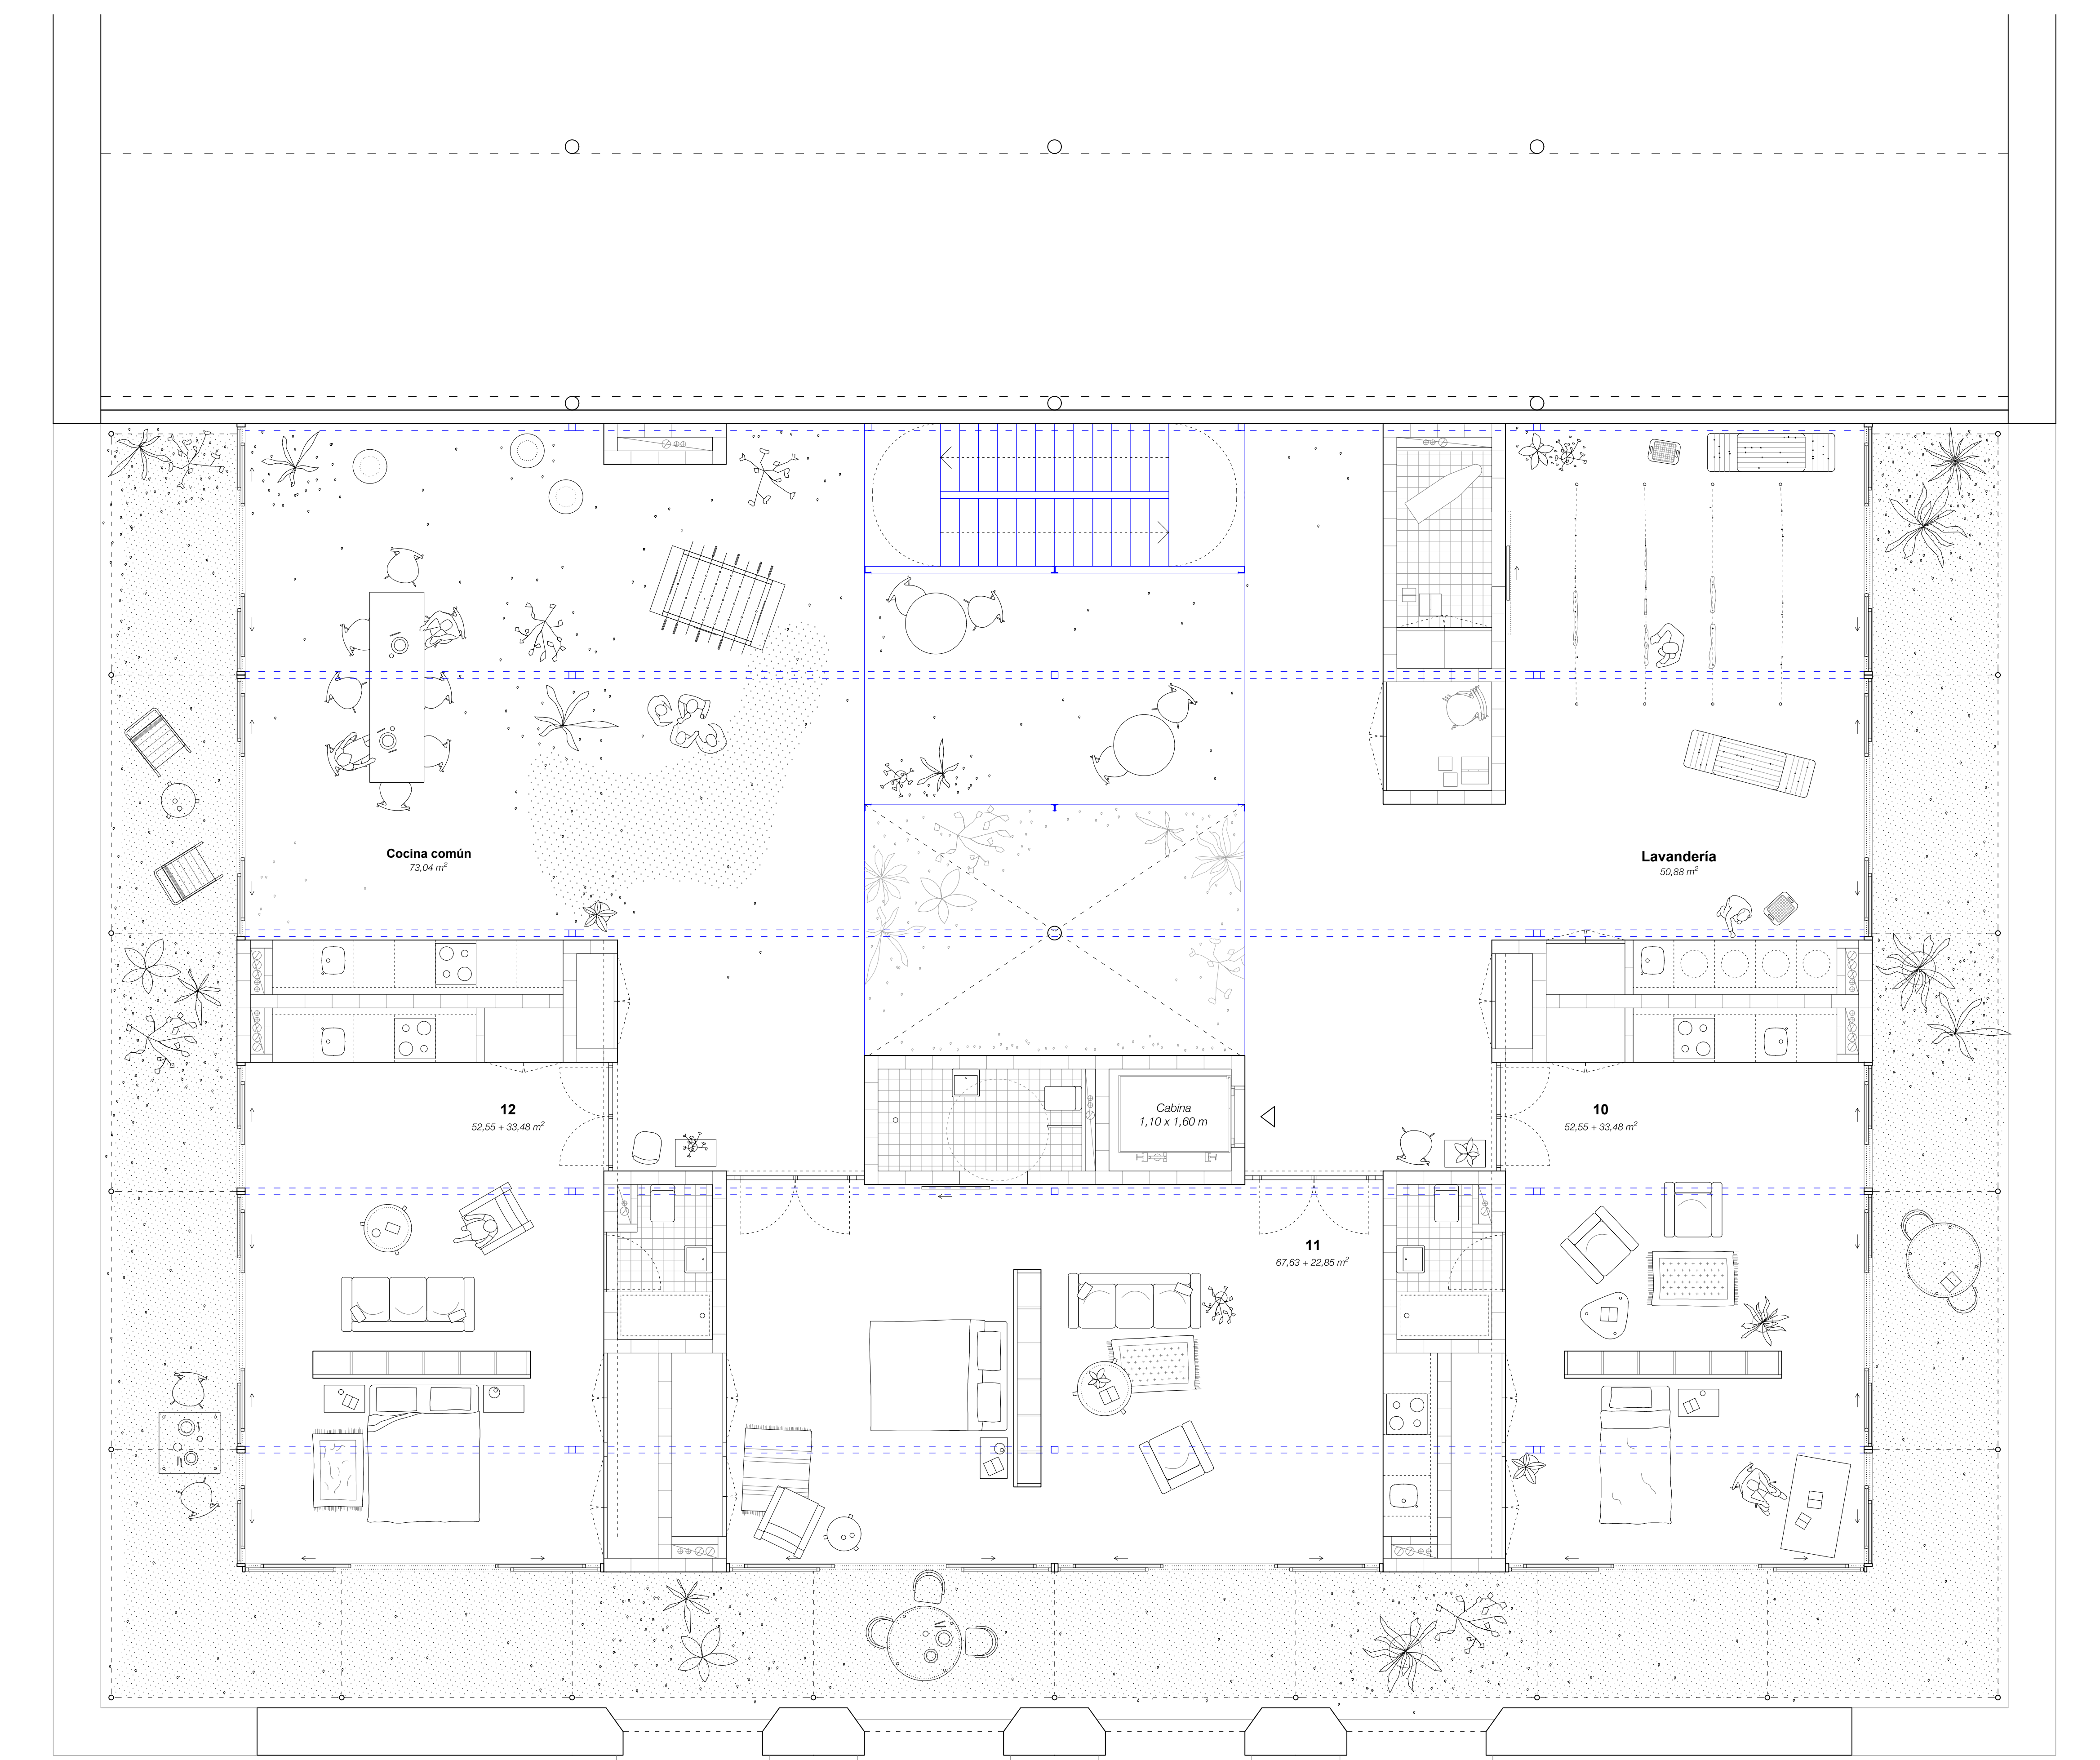 Cocina común
73,04 m²
Lavandería
50,88 m²
12
52,55 + 33,48 m²
Cabina
1,10 x 1,60 m
10
52,55 + 33,48 m²
11
67,63 + 22,85 m²